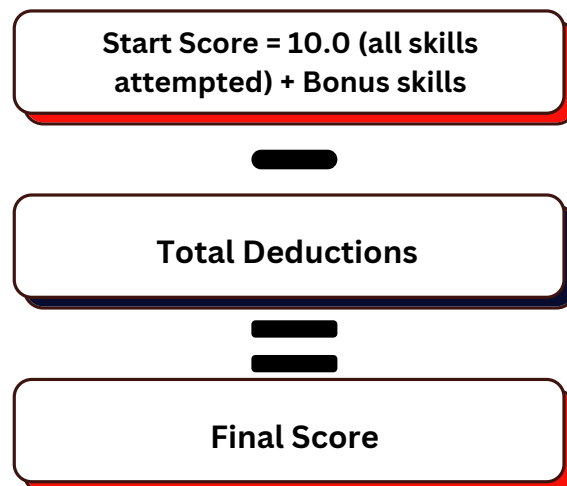 Start Score = 10.0 (all skills
attempted) + Bonus skills
Total Deductions
Final Score